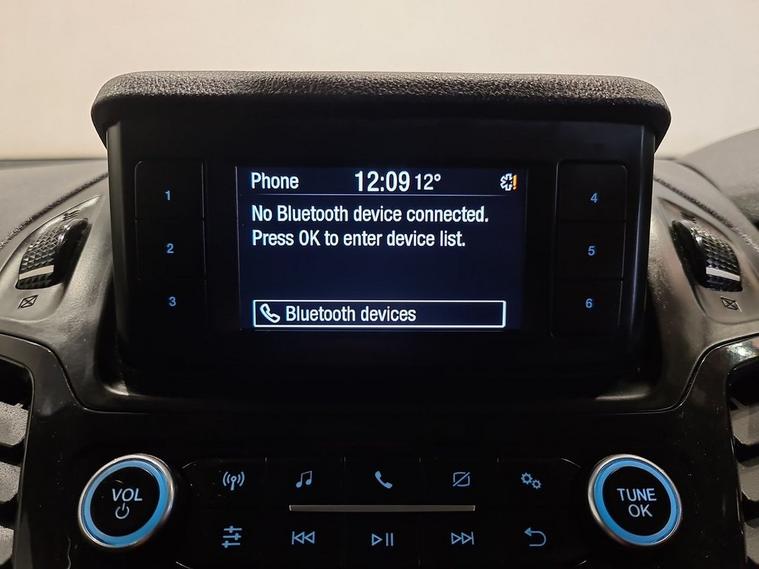 Phone 12:09 12°
No Bluetooth device connected.
Press OK to enter device list.
Bluetooth devices
1
2
3
4
5
6
VOL
TUNE
OK